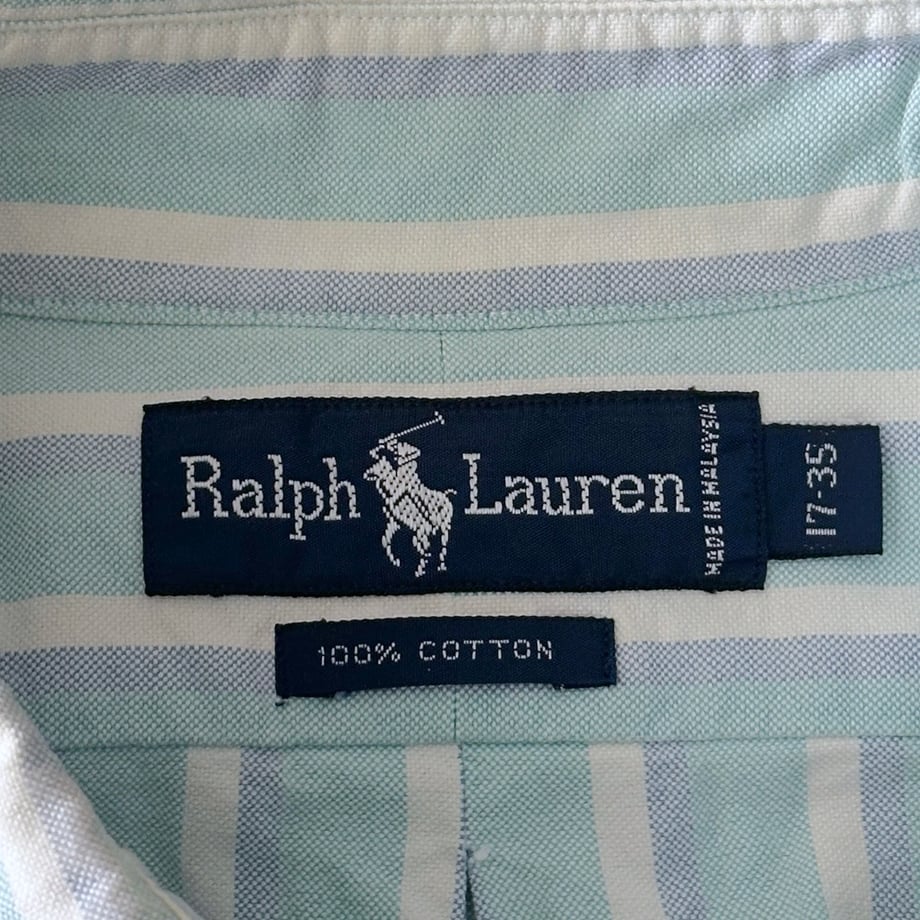 Ralph Lauren
MADE IN MALAYSIA
17-35
100% COTTON